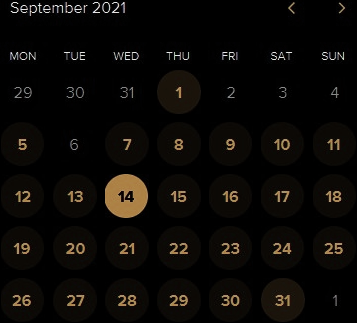 September 2021
MON TUE WED THU FRI SAT SUN
29 30 31 1 2 3 4
5 6 7 8 9 10 11
12 13 14 15 16 17 18
19 20 21 22 23 24 25
26 27 28 29 30 31 1